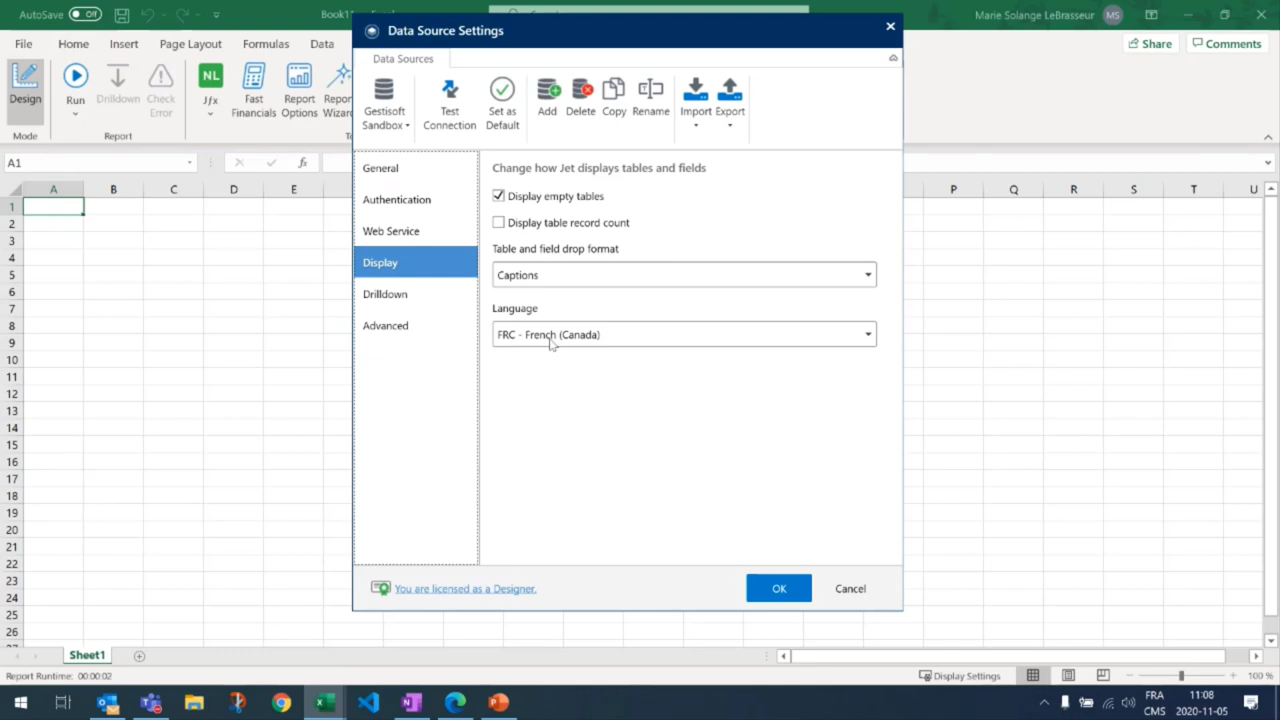 AutoSave Off
Book1
Marie Solange LeBrasseur MS
Data Source Settings
File Home Insert Page Layout Formulas Data
Share Comments
Data Sources
Design
Run
Drilldown
Check Error
NL
Jfx
Fast Financials
Report Options
Mode
Report
Gestisoft Sandbox
Test Connection
Set as Default
Add
Delete
Copy
Rename
Import
Export
A1
fx
A B C D E P Q R S T U
1
2
3
4
5
6
7
8
9
10
11
12
13
14
15
16
17
18
19
20
21
22
23
24
25
26
General
Authentication
Web Service
Display
Drilldown
Advanced
Change how Jet displays tables and fields
Display empty tables
Display table record count
Table and field drop format
Captions
Language
FRC - French (Canada)
You are licensed as a Designer.
OK
Cancel
Sheet1
Report Runtime: 00:00:02
Display Settings
100 %
FRA
CMS
11:08
2020-11-05